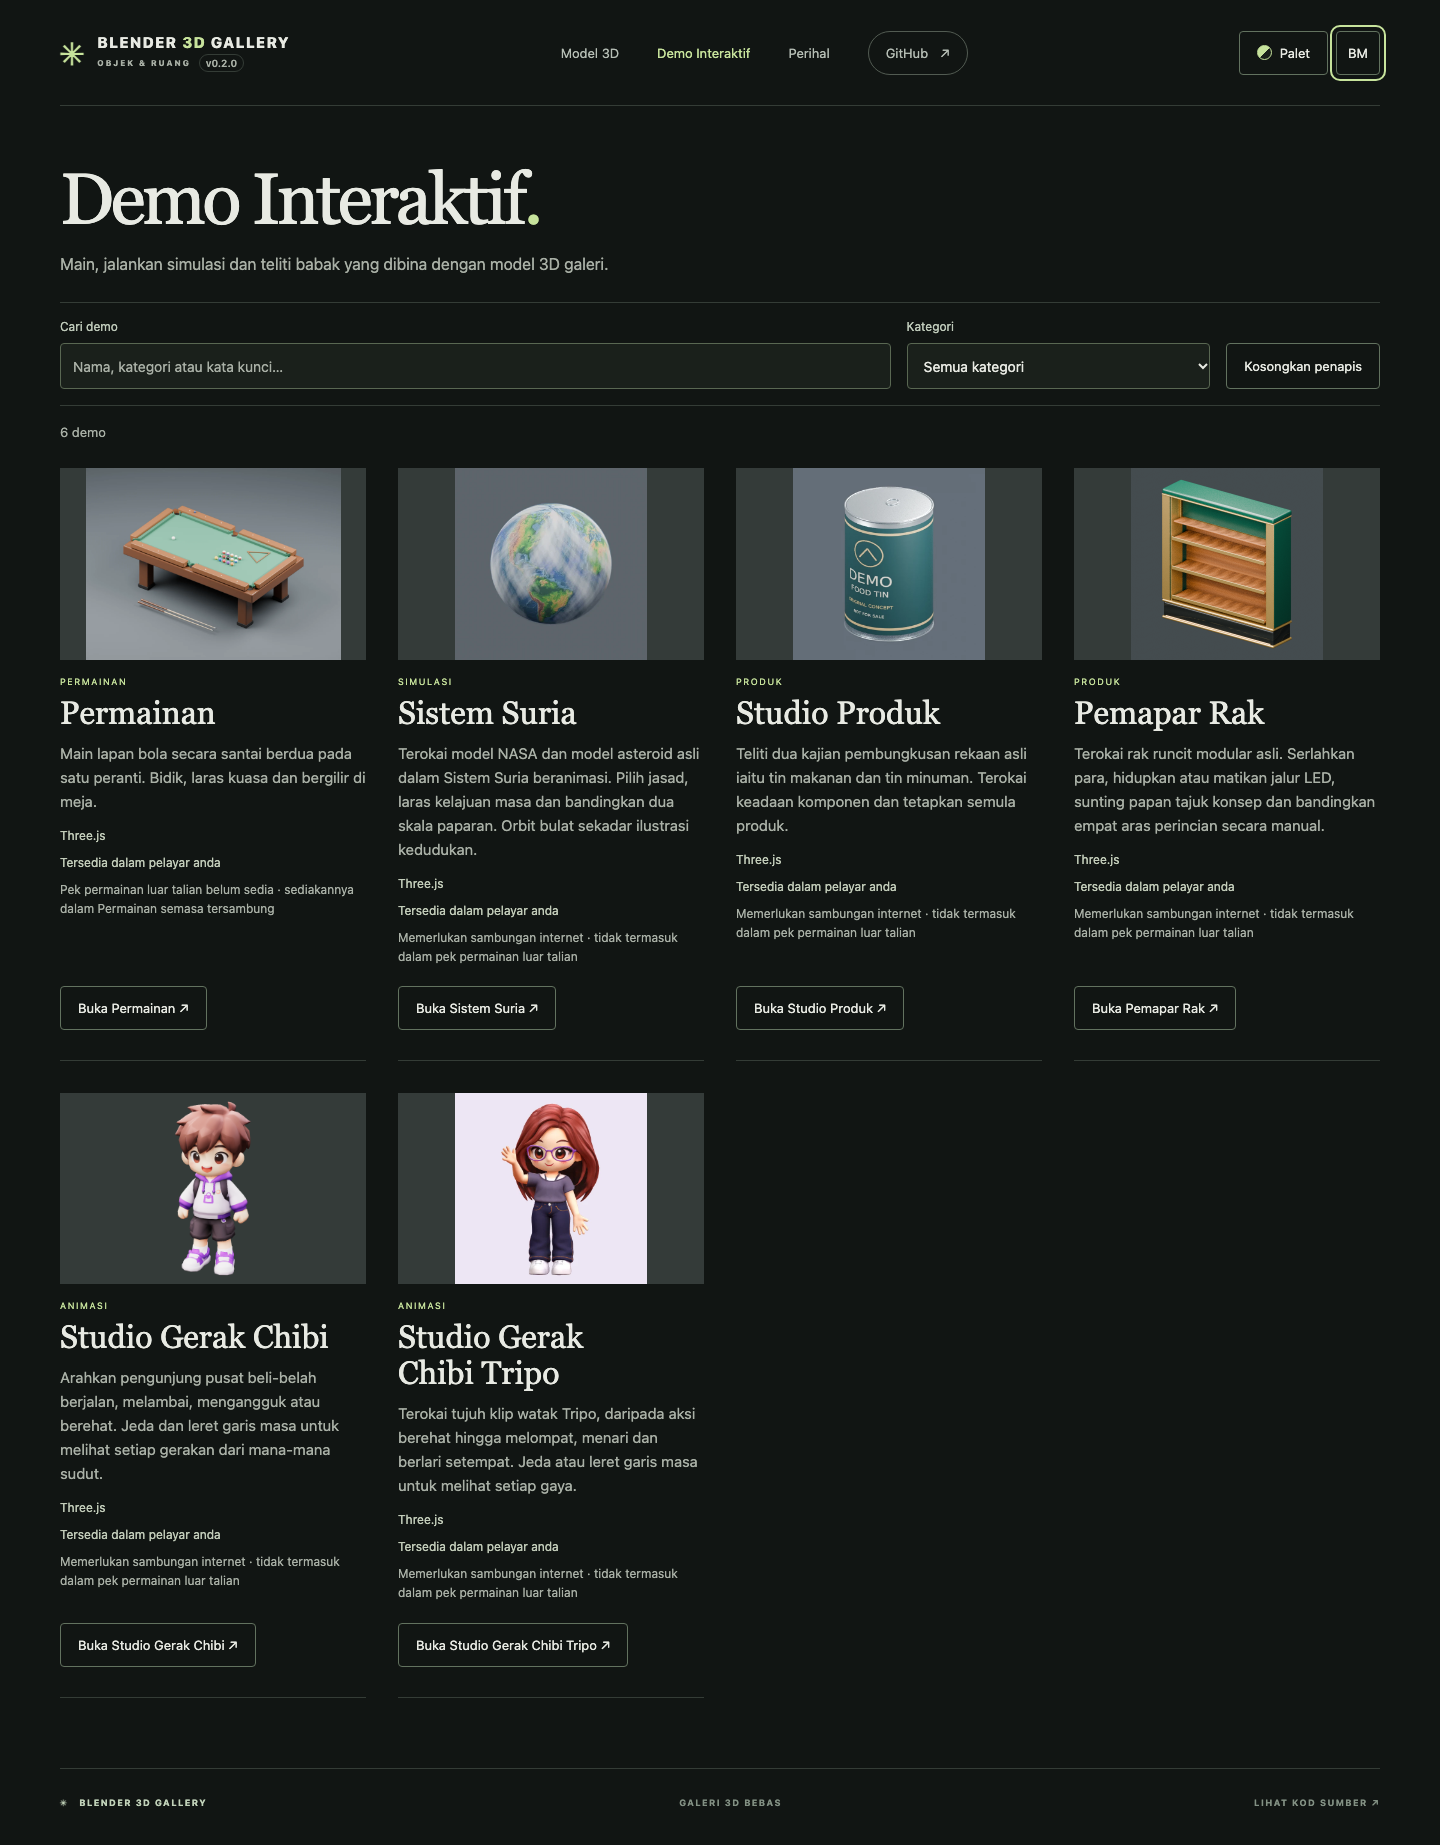 BLENDER 3D GALLERY
OBJEK & RUANG v0.2.0
Model 3D
Demo Interaktif
Perihal
GitHub ↗
Palet
BM
Demo Interaktif.
Main, jalankan simulasi dan teliti babak yang dibina dengan model 3D galeri.
Cari demo
Nama, kategori atau kata kunci...
Kategori
Semua kategori
Kosongkan penapis
6 demo
PERMAINAN
Permainan
Main lapan bola secara santai berdua pada
satu peranti. Bidik, laras kuasa dan bergilir di
meja.
Three.js
Tersedia dalam pelayar anda
Pek permainan luar talian belum sedia · sediakannya
dalam Permainan semasa tersambung
Buka Permainan ↗
SIMULASI
Sistem Suria
Terokai model NASA dan model asteroid asli
dalam Sistem Suria beranimasi. Pilih jasad,
laras kelajuan masa dan bandingkan dua
skala paparan. Orbit bulat sekadar ilustrasi
kedudukan.
Three.js
Tersedia dalam pelayar anda
Memerlukan sambungan internet · tidak termasuk
dalam pek permainan luar talian
Buka Sistem Suria ↗
DEMO
FOOD TIN
NOT FOR SALE
PRODUK
Studio Produk
Teliti dua kajian pembungkusan rekaan asli
iaitu tin makanan dan tin minuman. Terokai
keadaan komponen dan tetapkan semula
produk.
Three.js
Tersedia dalam pelayar anda
Memerlukan sambungan internet · tidak termasuk
dalam pek permainan luar talian
Buka Studio Produk ↗
PRODUK
Pemapar Rak
Terokai rak runcit modular asli. Serlahkan
para, hidupkan atau matikan jalur LED,
sunting papan tajuk konsep dan bandingkan
empat aras perincian secara manual.
Three.js
Tersedia dalam pelayar anda
Memerlukan sambungan internet · tidak termasuk
dalam pek permainan luar talian
Buka Pemapar Rak ↗
ANIMASI
Studio Gerak Chibi
Arahkan pengunjung pusat beli-belah
berjalan, melambai, mengangguk atau
berehat. Jeda dan leret garis masa untuk
melihat setiap gerakan dari mana-mana
sudut.
Three.js
Tersedia dalam pelayar anda
Memerlukan sambungan internet · tidak termasuk
dalam pek permainan luar talian
Buka Studio Gerak Chibi ↗
ANIMASI
Studio Gerak
Chibi Tripo
Terokai tujuh klip watak Tripo, daripada aksi
berehat hingga melompat, menari dan
berlari setempat. Jeda atau leret garis masa
untuk melihat setiap gaya.
Three.js
Tersedia dalam pelayar anda
Memerlukan sambungan internet · tidak termasuk
dalam pek permainan luar talian
Buka Studio Gerak Chibi Tripo ↗
BLENDER 3D GALLERY
GALERI 3D BEBAS
LIHAT KOD SUMBER ↗